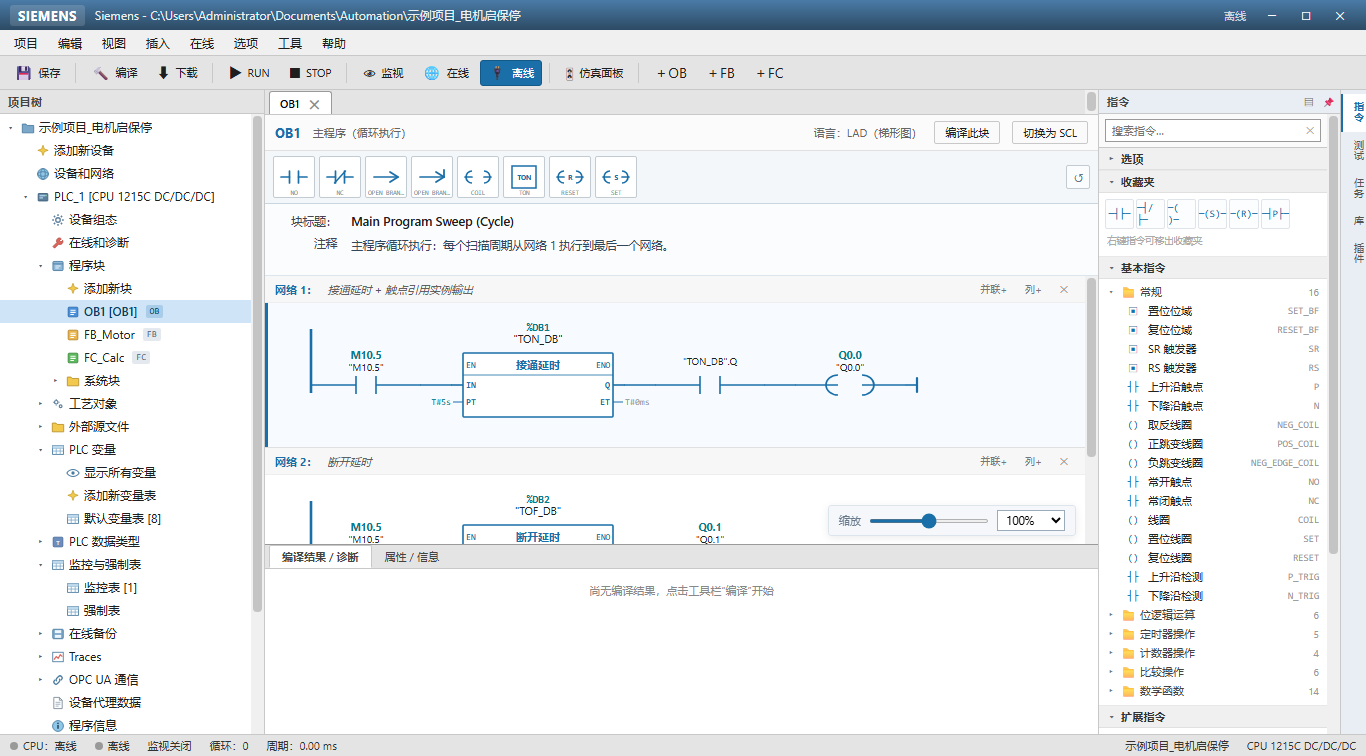 SIEMENS Siemens - C:\Users\Administrator\Documents\Automation\示例项目_电机启保停 离线
项目 编辑 视图 插入 在线 选项 工具 帮助
保存 编译 下载 RUN STOP 监视 在线 离线 仿真面板 + OB + FB + FC
项目树
示例项目_电机启保停
添加新设备
设备和网络
PLC_1 [CPU 1215C DC/DC/DC]
设备组态
在线和诊断
程序块
添加新块
OB1 [OB1] OB
FB_Motor FB
FC_Calc FC
系统块
工艺对象
外部源文件
PLC 变量
显示所有变量
添加新变量表
默认变量表 [8]
PLC 数据类型
监控与强制表
监控表 [1]
强制表
在线备份
Traces
OPC UA 通信
设备代理数据
程序信息
OB1
OB1 主程序（循环执行） 语言：LAD（梯形图） 编译此块 切换为 SCL
NO NC OPEN BRAN… OPEN BRAN… COIL TON TON R RESET S SET
块标题： Main Program Sweep (Cycle)
注释 主程序循环执行：每个扫描周期从网络 1 执行到最后一个网络。
网络 1： 接通延时 + 触点引用实例输出 并联+ 列+
%DB1
"TON_DB"
M10.5
"M10.5"
EN 接通延时 ENO
IN Q
T#5s PT ET T#0ms
"TON_DB".Q
Q0.0
"Q0.0"
网络 2： 断开延时 并联+ 列+
%DB2
"TOF_DB"
M10.5
"M10.5"
EN 断开延时 ENO
Q0.1
"Q0.1"
缩放 100%
编译结果 / 诊断 属性 / 信息
尚无编译结果，点击工具栏"编译"开始
指令
搜索指令...
选项
收藏夹
┤├ ┤/├ -( )- -(S)- -(R)- ┤P├
右键指令可移出收藏夹
基本指令
常规 16
置位位域 SET_BF
复位位域 RESET_BF
SR 触发器 SR
RS 触发器 RS
上升沿触点 P
下降沿触点 N
取反线圈 NEG_COIL
正跳变线圈 POS_COIL
负跳变线圈 NEG_EDGE_COIL
常开触点 NO
常闭触点 NC
线圈 COIL
置位线圈 SET
复位线圈 RESET
上升沿检测 P_TRIG
下降沿检测 N_TRIG
位逻辑运算 6
定时器操作 5
计数器操作 4
比较操作 6
数学函数 14
扩展指令
指令
测试
任务
库
插件
CPU：离线 离线 监视关闭 循环：0 周期：0.00 ms 示例项目_电机启保停 CPU 1215C DC/DC/DC